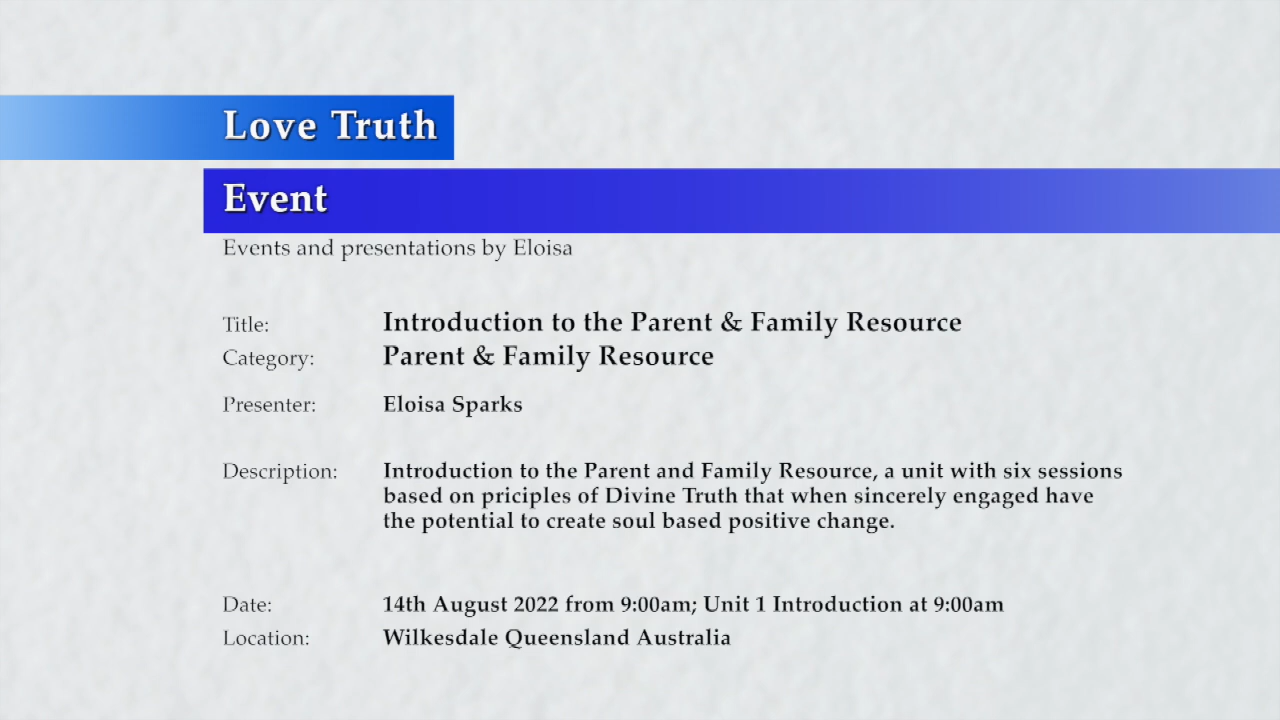 Love Truth
Event
Events and presentations by Eloisa
Title: Introduction to the Parent & Family Resource
Category: Parent & Family Resource
Presenter: Eloisa Sparks
Description: Introduction to the Parent and Family Resource, a unit with six sessions
based on priciples of Divine Truth that when sincerely engaged have
the potential to create soul based positive change.
Date: 14th August 2022 from 9:00am; Unit 1 Introduction at 9:00am
Location: Wilkesdale Queensland Australia